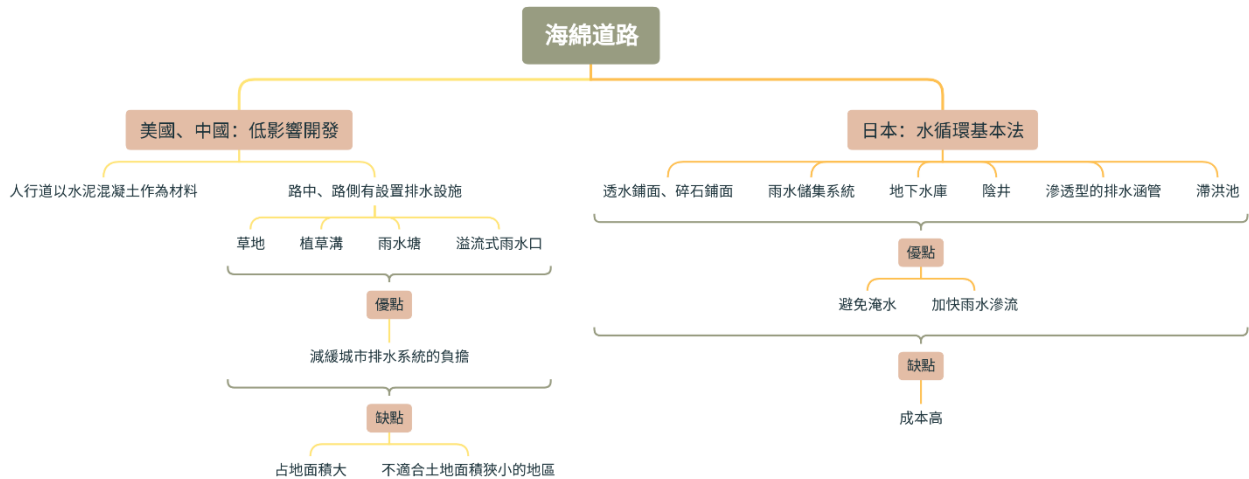 海綿道路
美國、中國：低影響開發
日本：水循環基本法
人行道以水泥混凝土作為材料
路中、路側有設置排水設施
透水鋪面、碎石鋪面
雨水儲集系統
地下水庫
陰井
滲透型的排水涵管
滯洪池
草地
植草溝
雨水塘
溢流式雨水口
優點
減緩城市排水系統的負擔
缺點
占地面積大
不適合土地面積狹小的地區
優點
避免淹水
加快雨水滲流
缺點
成本高